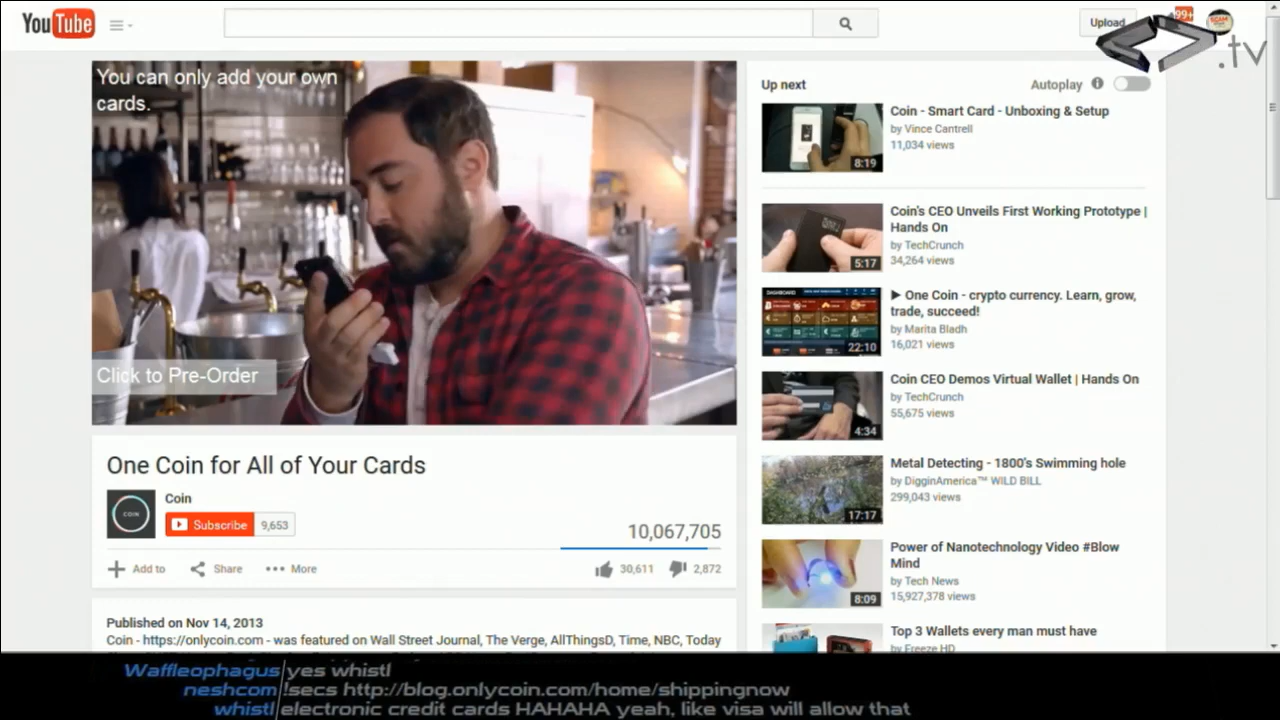 YouTube
Upload
99+
.tv
You can only add your own
cards.
Click to Pre-Order
One Coin for All of Your Cards
COIN
Coin
Subscribe 9,653
10,067,705
Add to Share More 30,611 2,872
Published on Nov 14, 2013
Coin - https://onlycoin.com - was featured on Wall Street Journal, The Verge, AllThingsD, Time, NBC, Today
Up next
Autoplay
Coin - Smart Card - Unboxing & Setup
by Vince Cantrell
11,034 views
8:19
Coin's CEO Unveils First Working Prototype |
Hands On
by TechCrunch
34,264 views
5:17
► One Coin - crypto currency. Learn, grow,
trade, succeed!
by Marita Bladh
16,021 views
22:10
Coin CEO Demos Virtual Wallet | Hands On
by TechCrunch
55,675 views
4:34
Metal Detecting - 1800's Swimming hole
by DigginAmerica™ WILD BILL
299,043 views
17:17
Power of Nanotechnology Video #Blow
Mind
by Tech News
15,927,378 views
8:09
Top 3 Wallets every man must have
by Freeze HD
Waffleophagus yes whistl
neshcom !secs http://blog.onlycoin.com/home/shippingnow
whistl electronic credit cards HAHAHA yeah, like visa will allow that